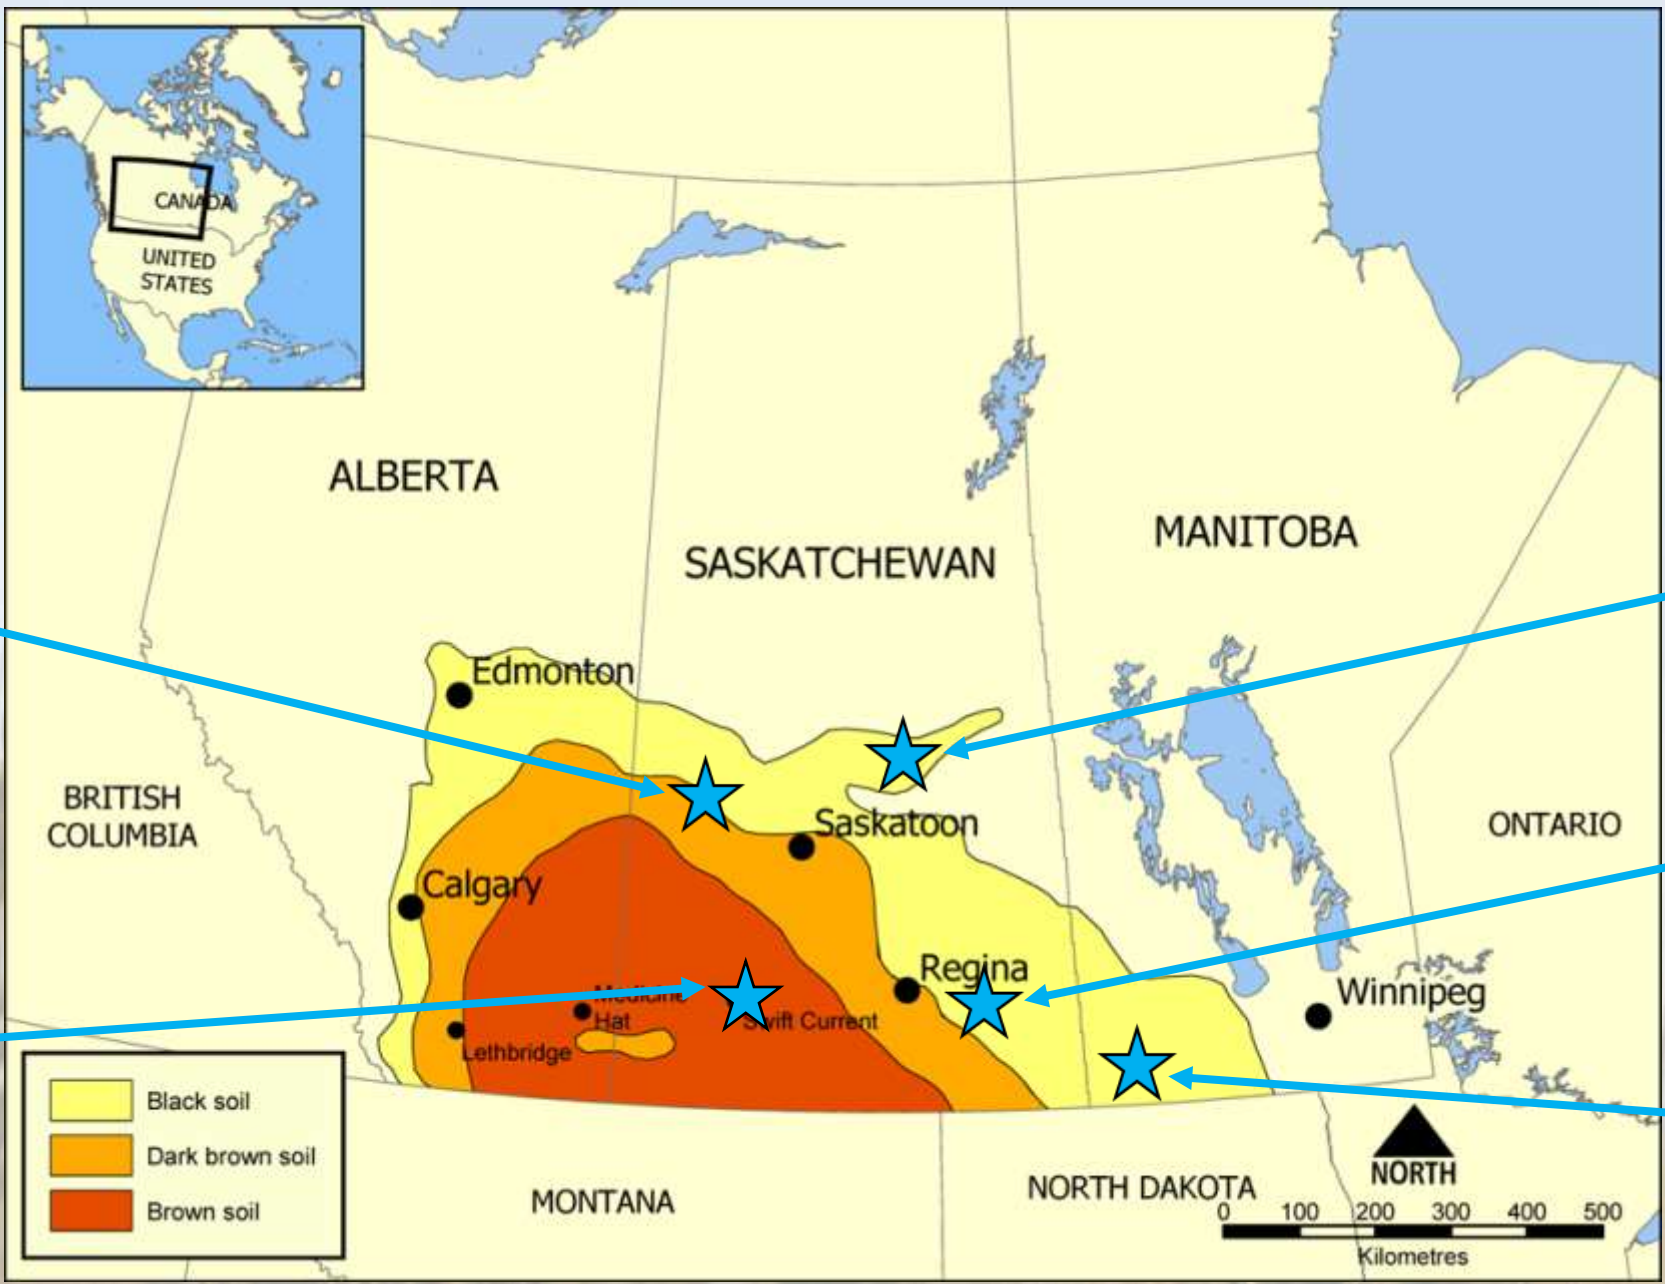 CANADA
UNITED
STATES
ALBERTA
SASKATCHEWAN
MANITOBA
Edmonton
BRITISH
COLUMBIA
Saskatoon
ONTARIO
Calgary
Regina
Winnipeg
Medicine
Hat
Swift Current
Lethbridge
Black soil
Dark brown soil
Brown soil
MONTANA
NORTH DAKOTA
NORTH
0 100 200 300 400 500
Kilometres